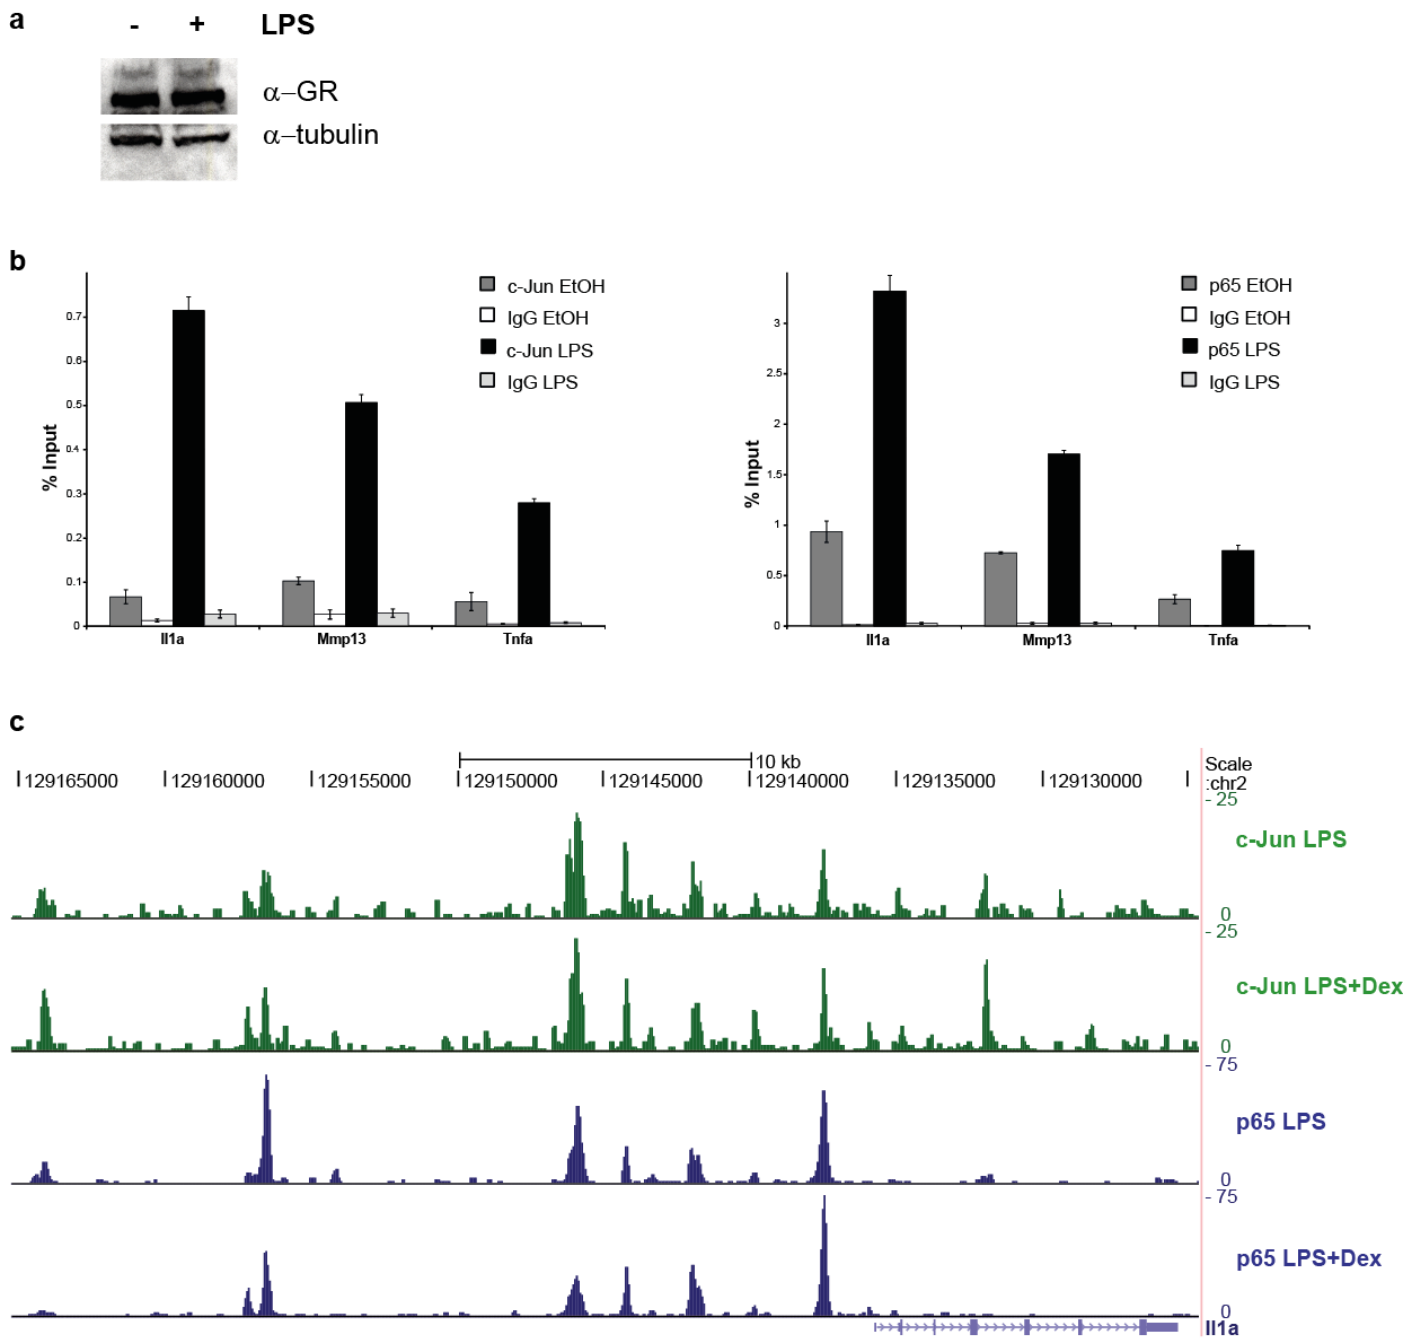 a
- + LPS
α–GR
α–tubulin
b
c-Jun EtOH
IgG EtOH
c-Jun LPS
IgG LPS
% Input
0.7
0.6
0.5
0.4
0.3
0.2
0.1
0
Il1a Mmp13 Tnfa
p65 EtOH
IgG EtOH
p65 LPS
IgG LPS
% Input
3
2.5
2
1.5
1
0.5
0
Il1a Mmp13 Tnfa
c
10 kb
Scale
129165000 129160000 129155000 129150000 129145000 129140000 129135000 129130000 :chr2
- 25
c-Jun LPS
0
- 25
c-Jun LPS+Dex
0
- 75
p65 LPS
0
- 75
p65 LPS+Dex
0
Il1a